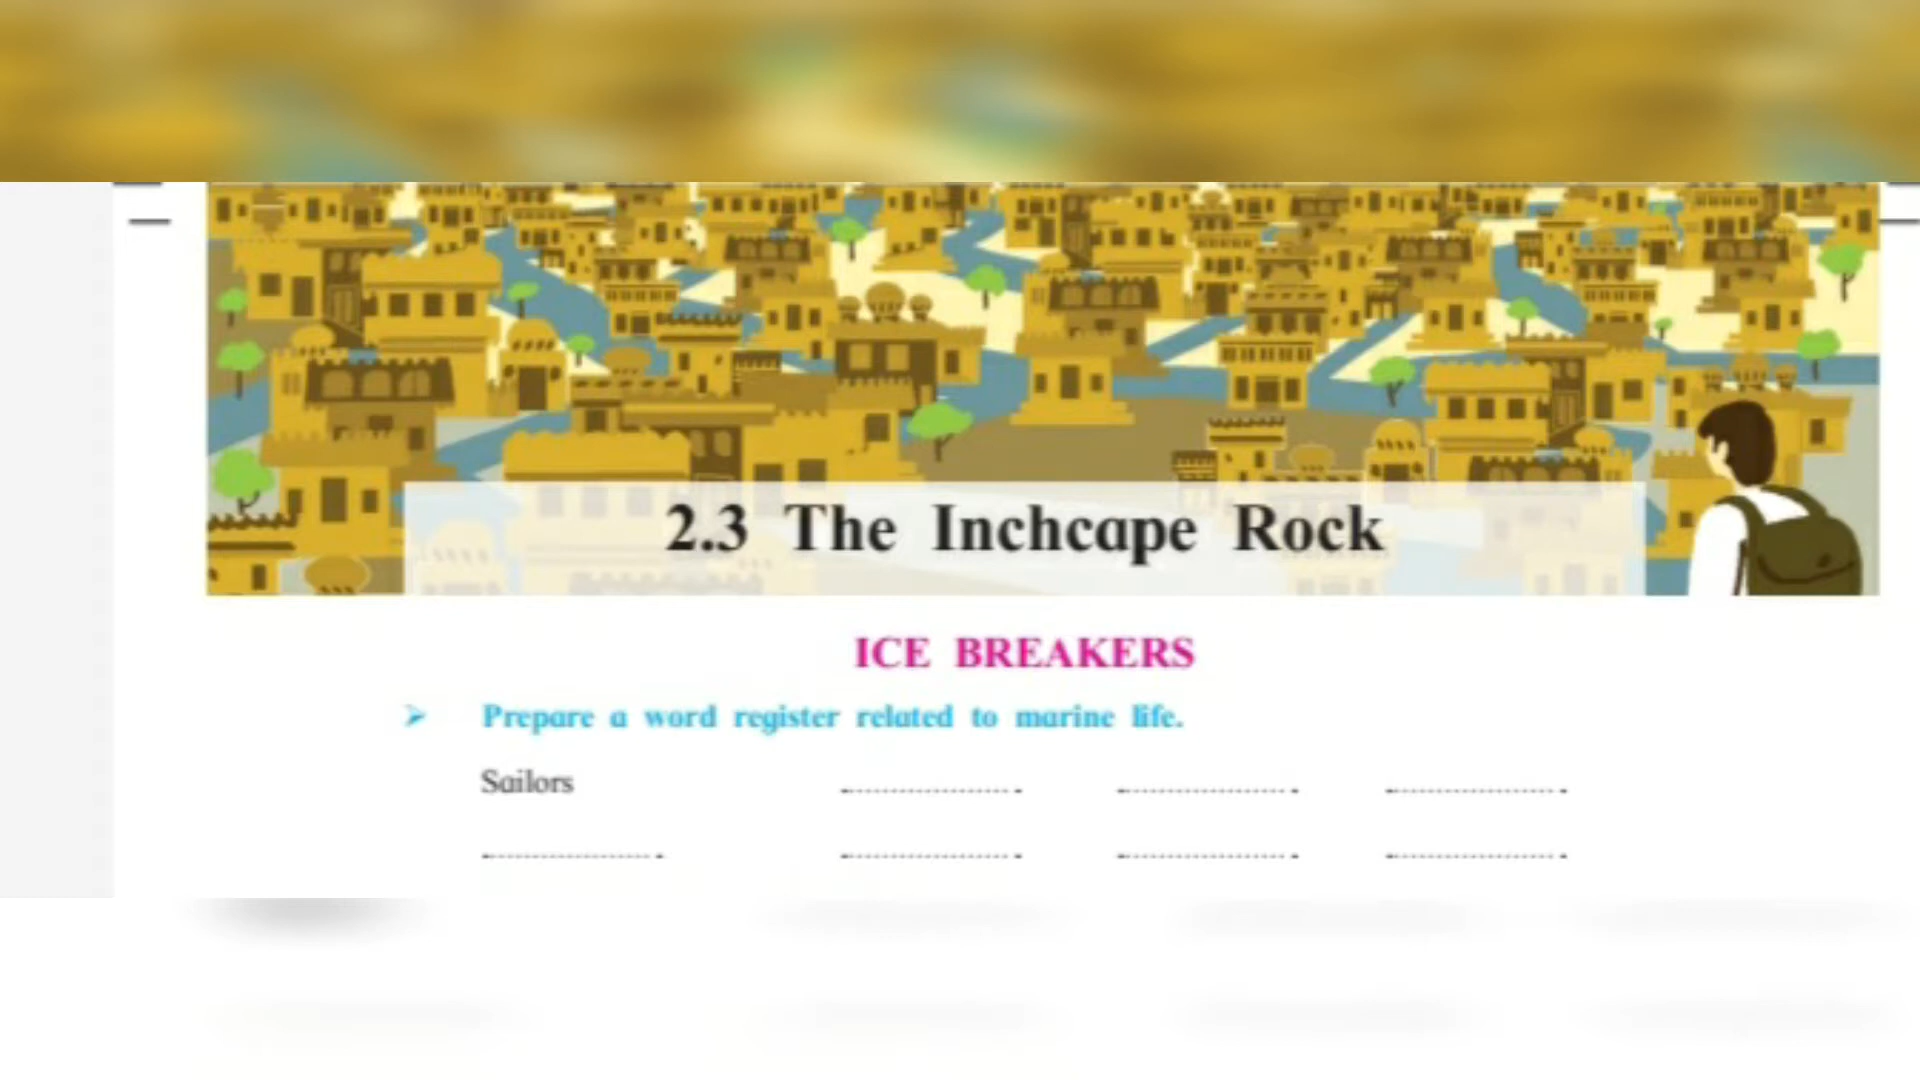 2.3 The Inchcape Rock
ICE BREAKERS
➢ Prepare a word register related to marine life.
Sailors